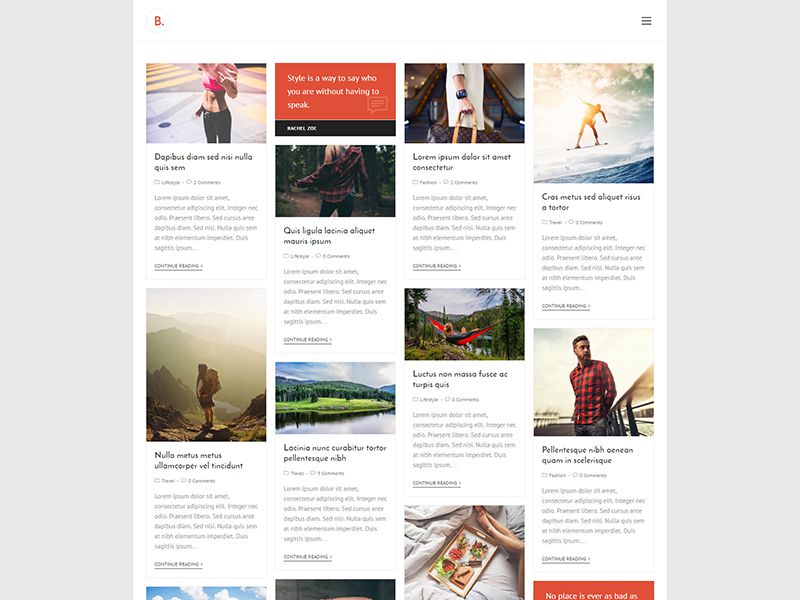 B.
Dapibus diam sed nisi nulla
quis sem
Lifestyle - 2 Comments
Lorem ipsum dolor sit amet,
consectetur adipiscing elit. Integer nec
odio. Praesent libero. Sed cursus ante
dapibus diam. Sed nisi. Nulla quis sem
at nibh elementum imperdiet. Duis
sagittis ipsum....
CONTINUE READING >
Nulla metus metus
ullamcorper vel tincidunt
Travel - 0 Comments
Lorem ipsum dolor sit amet,
consectetur adipiscing elit. Integer nec
odio. Praesent libero. Sed cursus ante
dapibus diam. Sed nisi. Nulla quis sem
at nibh elementum imperdiet. Duis
sagittis ipsum....
CONTINUE READING >
Style is a way to say who
you are without having to
speak.
RACHEL ZOE
Quis ligula lacinia aliquet
mauris ipsum
Lifestyle - 0 Comments
Lorem ipsum dolor sit amet,
consectetur adipiscing elit. Integer nec
odio. Praesent libero. Sed cursus ante
dapibus diam. Sed nisi. Nulla quis sem
at nibh elementum imperdiet. Duis
sagittis ipsum....
CONTINUE READING >
Lacinia nunc curabitur tortor
pellentesque nibh
Travel - 3 Comments
Lorem ipsum dolor sit amet,
consectetur adipiscing elit. Integer nec
odio. Praesent libero. Sed cursus ante
dapibus diam. Sed nisi. Nulla quis sem
at nibh elementum imperdiet. Duis
sagittis ipsum....
CONTINUE READING >
Lorem ipsum dolor sit amet
consectetur
Fashion - 2 Comments
Lorem ipsum dolor sit amet,
consectetur adipiscing elit. Integer nec
odio. Praesent libero. Sed cursus ante
dapibus diam. Sed nisi. Nulla quis sem
at nibh elementum imperdiet. Duis
sagittis ipsum....
CONTINUE READING >
Luctus non massa fusce ac
turpis quis
Lifestyle - 0 Comments
Lorem ipsum dolor sit amet,
consectetur adipiscing elit. Integer nec
odio. Praesent libero. Sed cursus ante
dapibus diam. Sed nisi. Nulla quis sem
at nibh elementum imperdiet. Duis
sagittis ipsum....
CONTINUE READING >
Cras metus sed aliquet risus
a tortor
Travel - 0 Comments
Lorem ipsum dolor sit amet,
consectetur adipiscing elit. Integer nec
odio. Praesent libero. Sed cursus ante
dapibus diam. Sed nisi. Nulla quis sem
at nibh elementum imperdiet. Duis
sagittis ipsum....
CONTINUE READING >
Pellentesque nibh aenean
quam in scelerisque
Fashion - 0 Comments
Lorem ipsum dolor sit amet,
consectetur adipiscing elit. Integer nec
odio. Praesent libero. Sed cursus ante
dapibus diam. Sed nisi. Nulla quis sem
at nibh elementum imperdiet. Duis
sagittis ipsum....
CONTINUE READING >
No place is ever as bad as